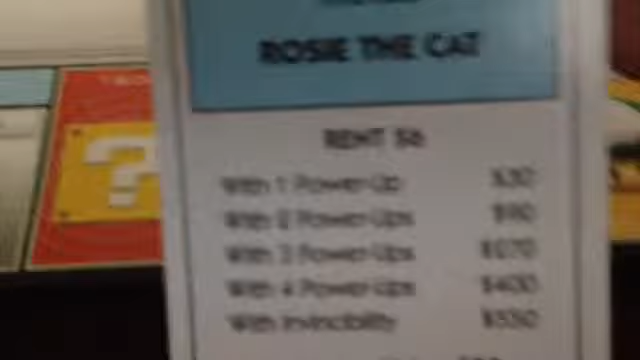 ROSIE THE CAT
RENT $6
With 1 Power-Up $30
With 2 Power-Ups $90
With 3 Power-Ups $270
With 4 Power-Ups $400
With Invincibility $550
?